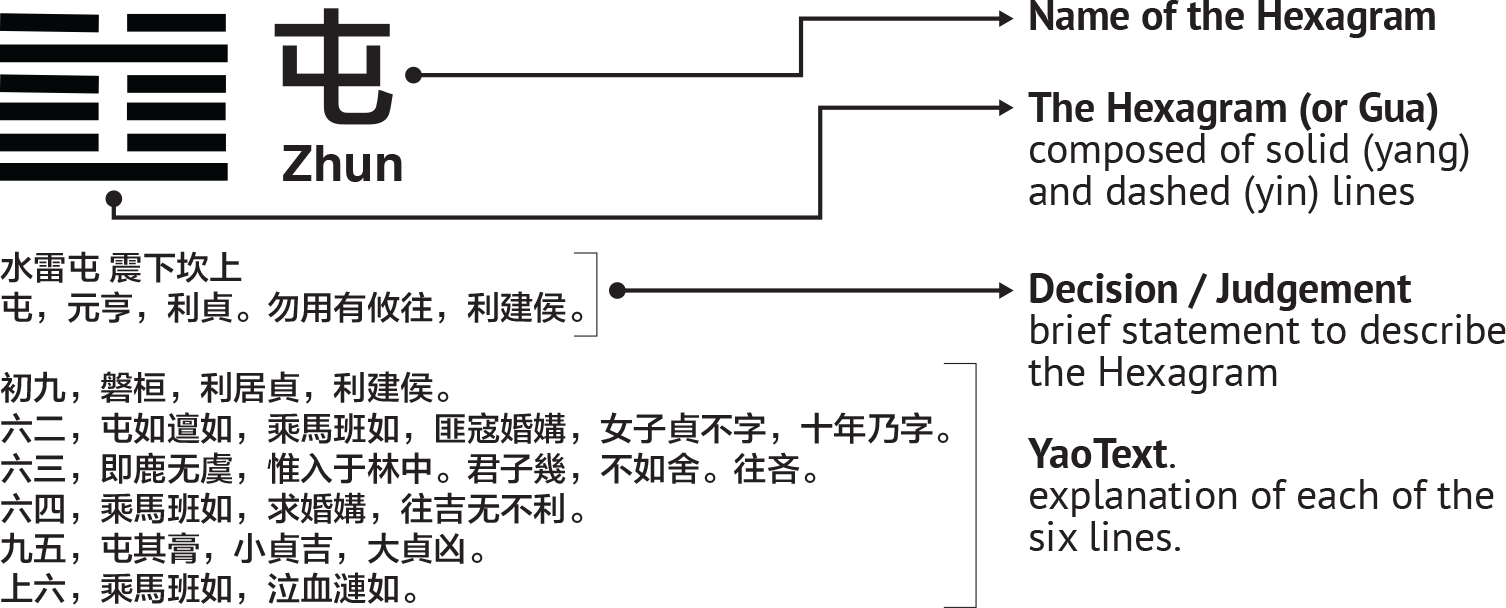 屯
Zhun
Name of the Hexagram
The Hexagram (or Gua)
composed of solid (yang)
and dashed (yin) lines
水雷屯 震下坎上
屯，元亨，利貞。勿用有攸往，利建侯。
Decision / Judgement
brief statement to describe
the Hexagram
初九，磐桓，利居貞，利建侯。
六二，屯如邅如，乘馬班如，匪寇婚媾，女子貞不字，十年乃字。
六三，即鹿无虞，惟入于林中。君子幾，不如舍。往吝。
六四，乘馬班如，求婚媾，往吉无不利。
九五，屯其膏，小貞吉，大貞凶。
上六，乘馬班如，泣血漣如。
YaoText.
explanation of each of the
six lines.